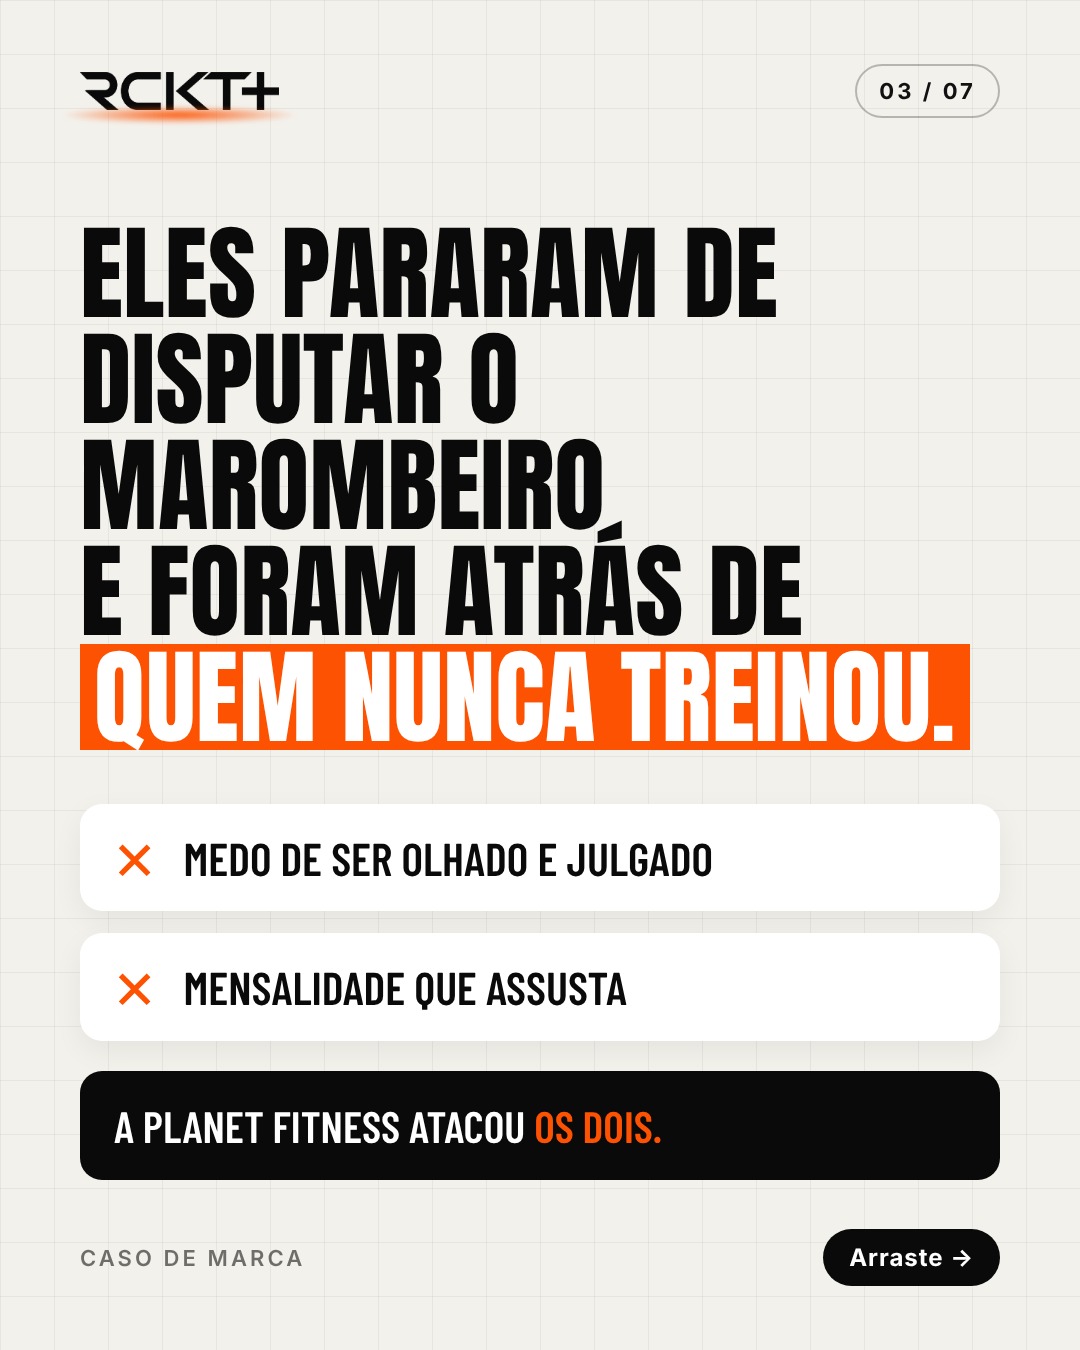 RCKT+
03 / 07
ELES PARARAM DE
DISPUTAR O
MAROMBEIRO
E FORAM ATRÁS DE
QUEM NUNCA TREINOU.
× MEDO DE SER OLHADO E JULGADO
× MENSALIDADE QUE ASSUSTA
A PLANET FITNESS ATACOU OS DOIS.
CASO DE MARCA
Arraste →